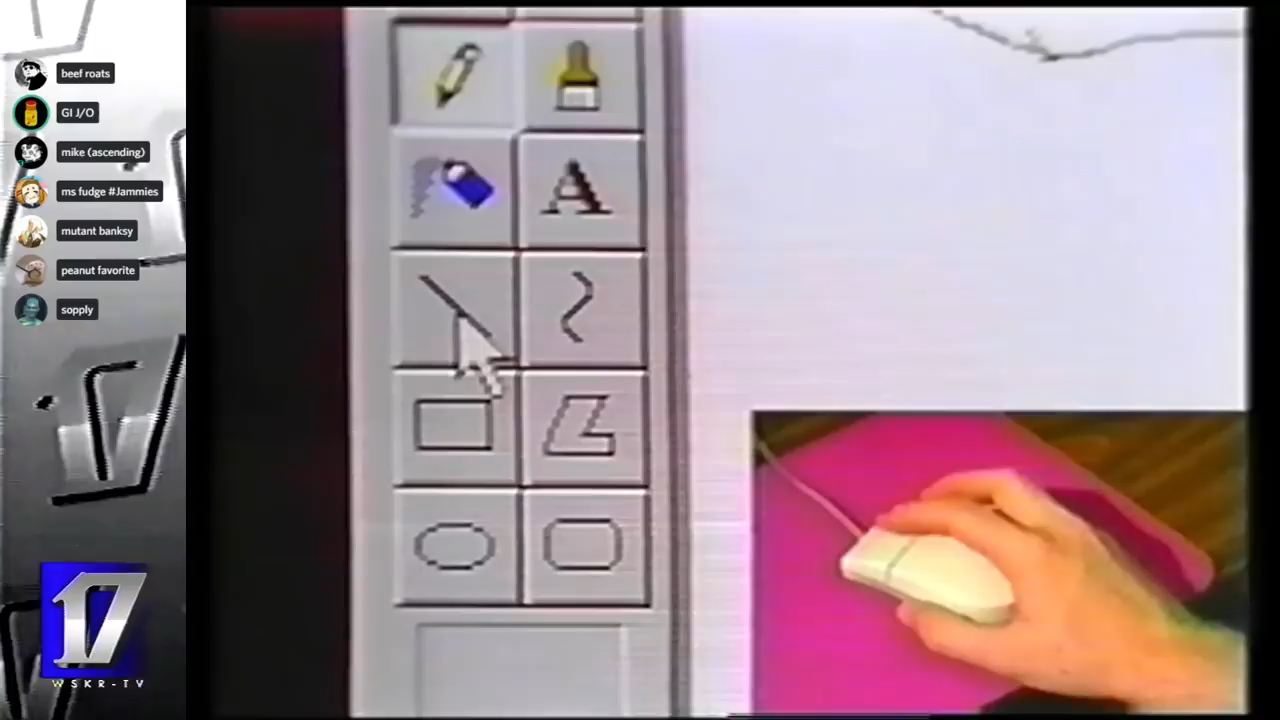 beef roats
GI J/O
mike (ascending)
ms fudge #Jammies
mutant banksy
peanut favorite
sopply
A
17
WSKR-TV